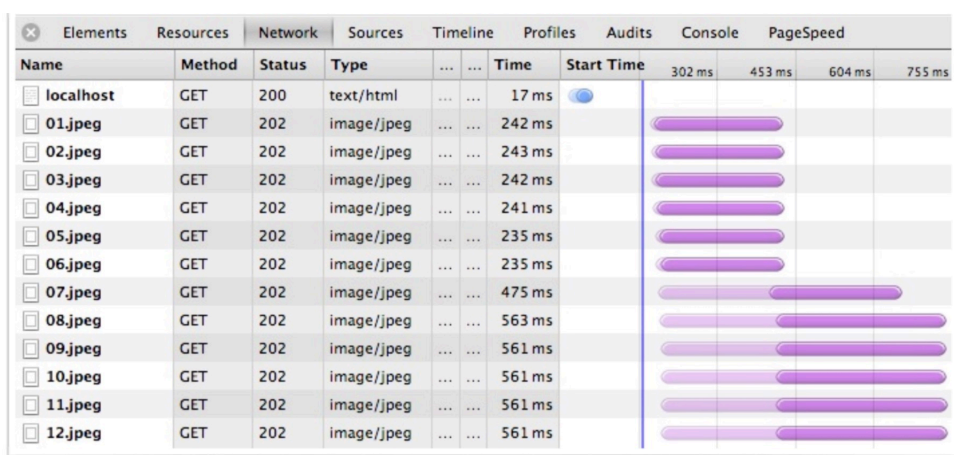 Elements Resources Network Sources Timeline Profiles Audits Console PageSpeed
Name Method Status Type ... ... Time Start Time 302 ms 453 ms 604 ms 755 ms
localhost GET 200 text/html ... ... 17 ms
01.jpeg GET 202 image/jpeg ... ... 242 ms
02.jpeg GET 202 image/jpeg ... ... 243 ms
03.jpeg GET 202 image/jpeg ... ... 242 ms
04.jpeg GET 202 image/jpeg ... ... 241 ms
05.jpeg GET 202 image/jpeg ... ... 235 ms
06.jpeg GET 202 image/jpeg ... ... 235 ms
07.jpeg GET 202 image/jpeg ... ... 475 ms
08.jpeg GET 202 image/jpeg ... ... 563 ms
09.jpeg GET 202 image/jpeg ... ... 561 ms
10.jpeg GET 202 image/jpeg ... ... 561 ms
11.jpeg GET 202 image/jpeg ... ... 561 ms
12.jpeg GET 202 image/jpeg ... ... 561 ms